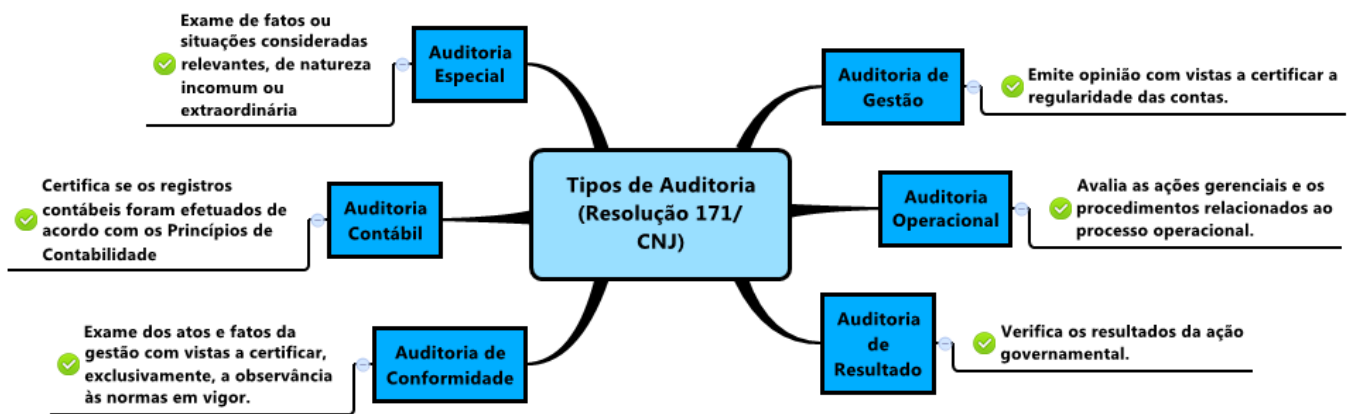 Tipos de Auditoria
(Resolução 171/
CNJ)
Auditoria
Especial
Exame de fatos ou
situações consideradas
relevantes, de natureza
incomum ou
extraordinária
Auditoria
Contábil
Certifica se os registros
contábeis foram efetuados de
acordo com os Princípios de
Contabilidade
Auditoria de
Conformidade
Exame dos atos e fatos da
gestão com vistas a certificar,
exclusivamente, a observância
às normas em vigor.
Auditoria de
Gestão
Emite opinião com vistas a certificar a
regularidade das contas.
Auditoria
Operacional
Avalia as ações gerenciais e os
procedimentos relacionados ao
processo operacional.
Auditoria
de
Resultado
Verifica os resultados da ação
governamental.